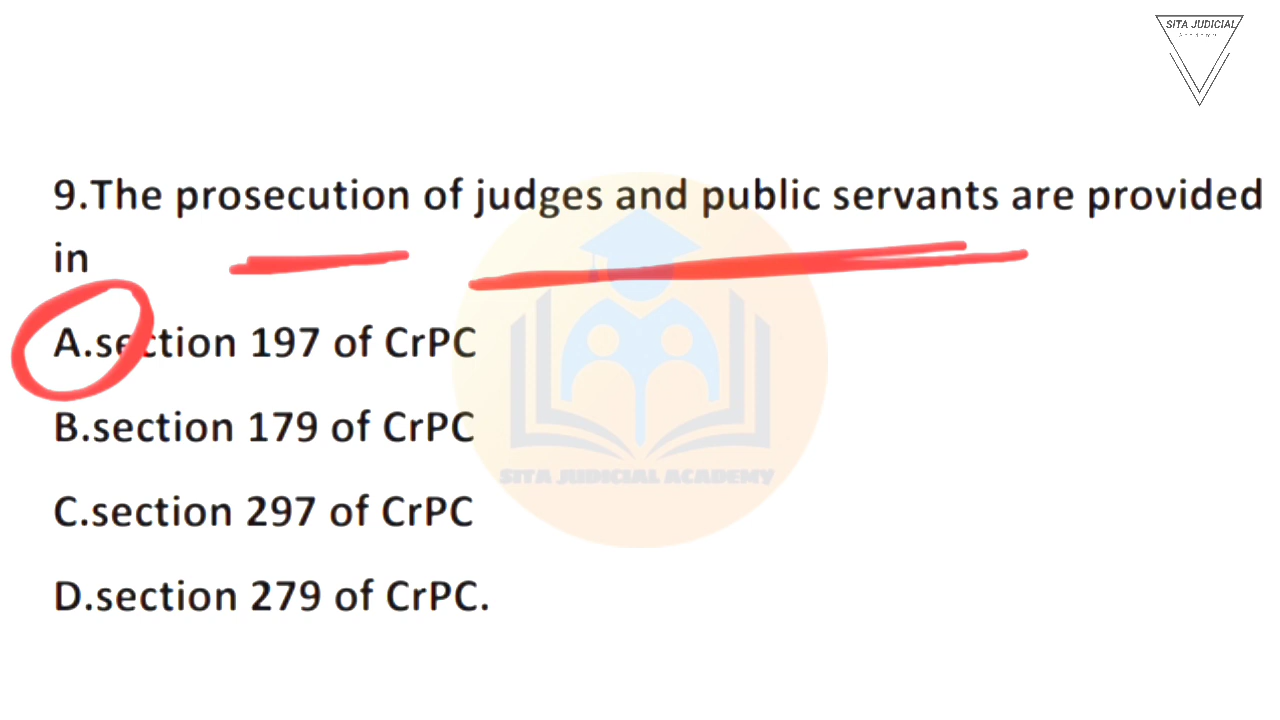 SITA JUDICIAL
Academy
9.The prosecution of judges and public servants are provided
in
A.section 197 of CrPC
B.section 179 of CrPC
SITA JUDICIAL ACADEMY
C.section 297 of CrPC
D.section 279 of CrPC.